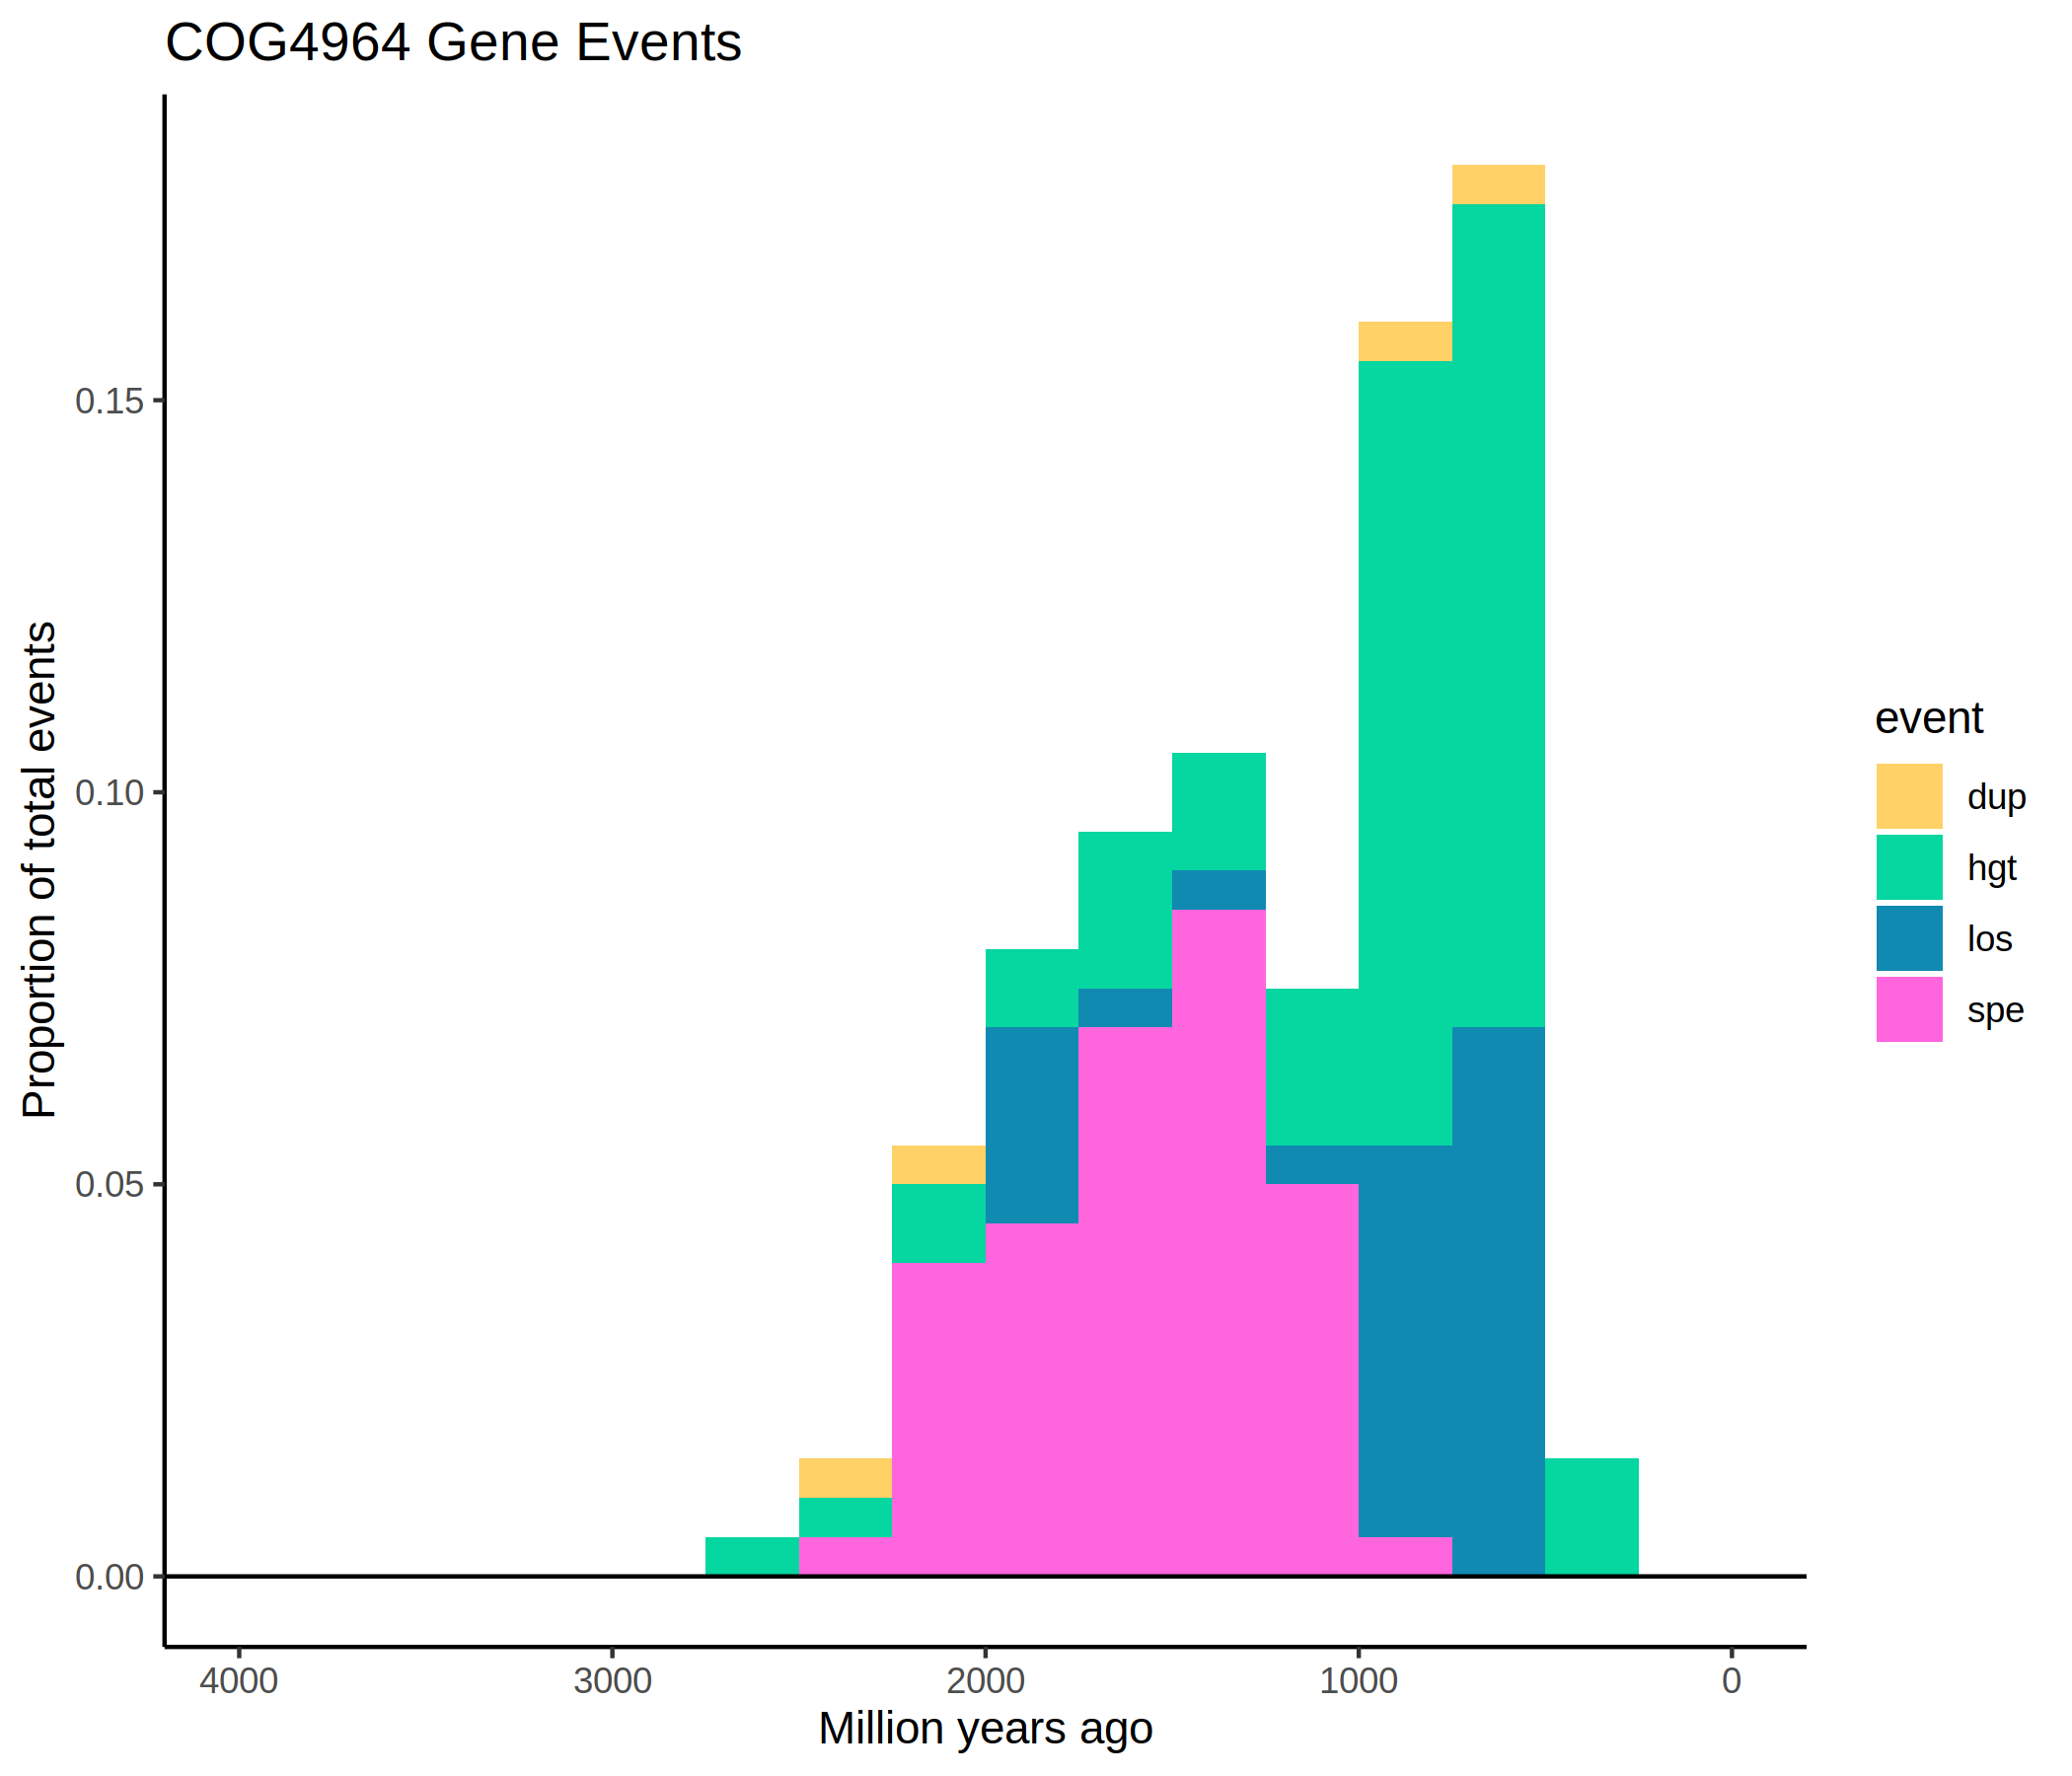 COG4964 Gene Events
Proportion of total events
0.15
0.10
0.05
0.00
4000 3000 2000 1000 0
Million years ago
event
dup
hgt
los
spe